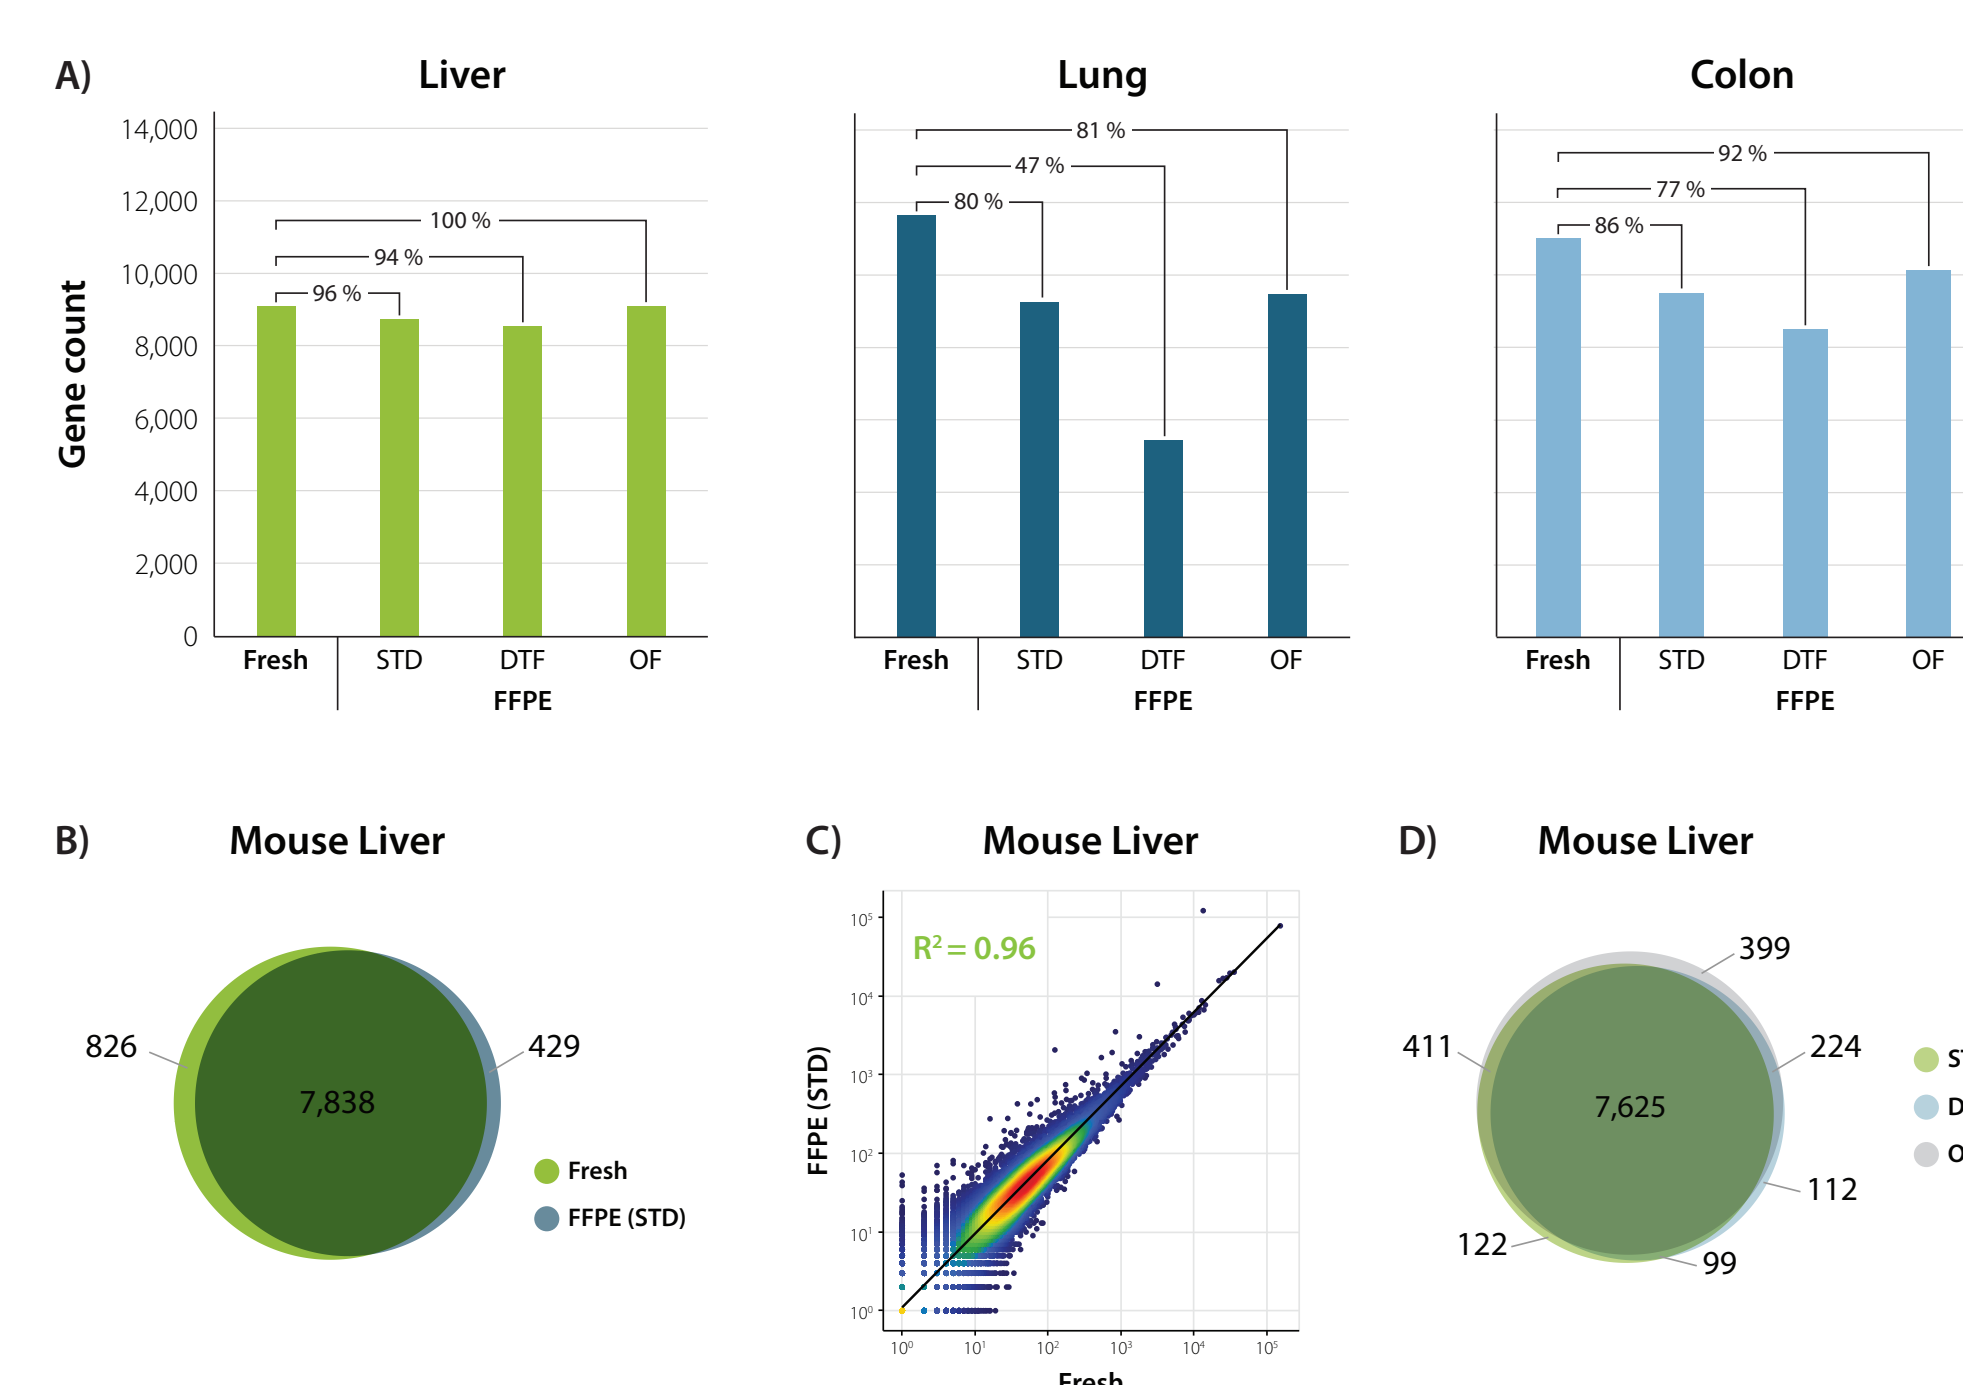 A)
Liver
Lung
Colon
Gene count
14,000
12,000
10,000
8,000
6,000
4,000
2,000
0
100 %
94 %
96 %
81 %
47 %
80 %
92 %
77 %
86 %
Fresh STD DTF OF
FFPE
Fresh STD DTF OF
FFPE
Fresh STD DTF OF
FFPE
B)
Mouse Liver
826
7,838
429
Fresh
FFPE (STD)
C)
Mouse Liver
R² = 0.96
FFPE (STD)
10⁵
10⁴
10³
10²
10¹
10⁰
10⁰ 10¹ 10² 10³ 10⁴ 10⁵
Fresh
D)
Mouse Liver
399
411
224
7,625
112
122
99